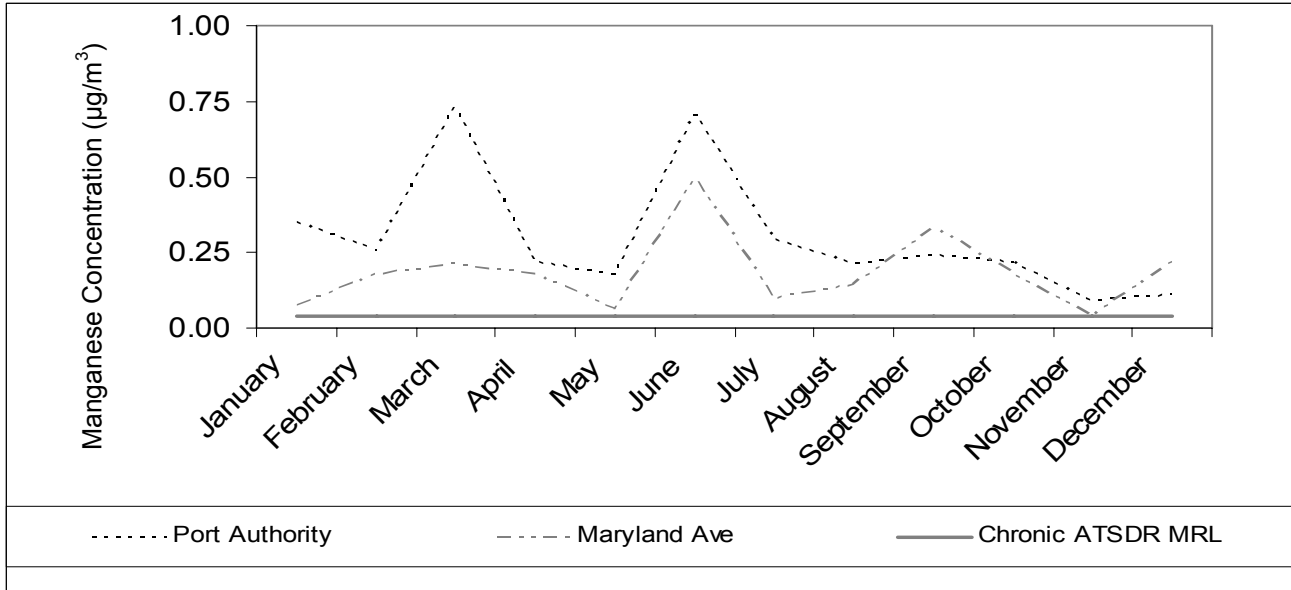 Manganese Concentration (µg/m³)
1.00
0.75
0.50
0.25
0.00
January
February
March
April
May
June
July
August
September
October
November
December
Port Authority
Maryland Ave
Chronic ATSDR MRL